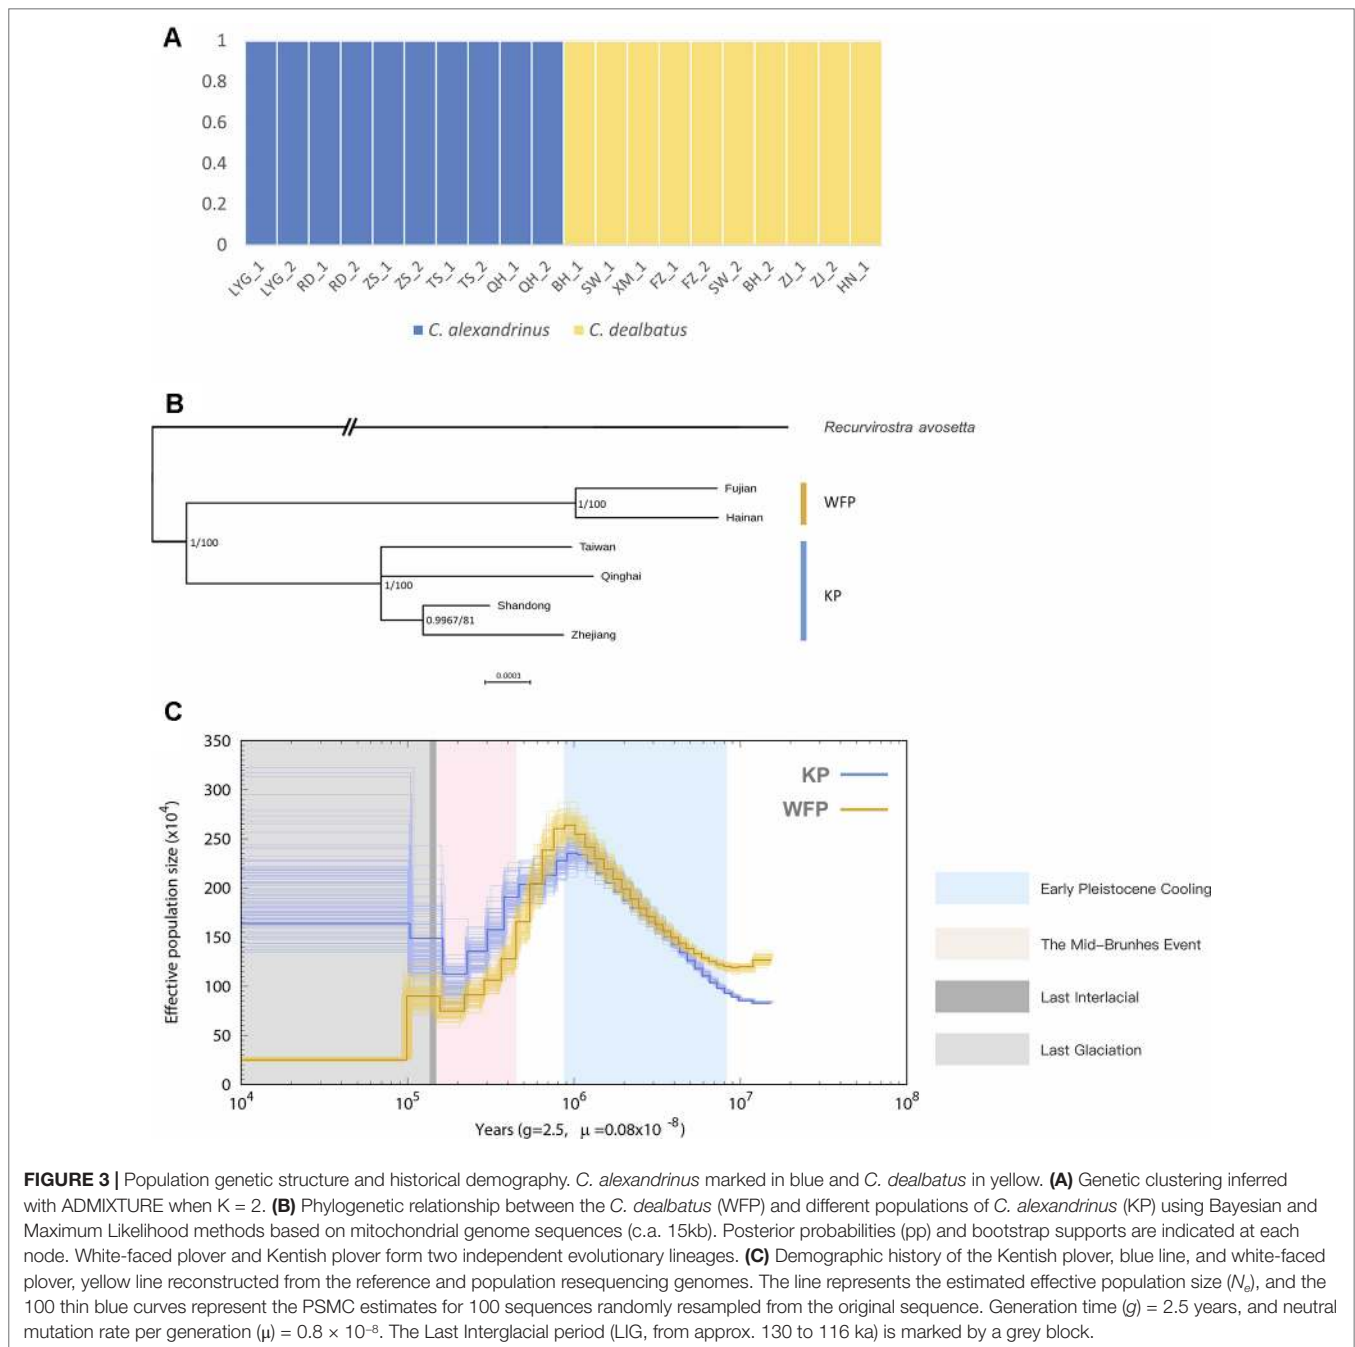 A
1
0.8
0.6
0.4
0.2
0
LYG_1 LYG_2 RD_1 RD_2 ZS_1 ZS_2 TS_1 TS_2 QH_1 QH_2 BH_1 SW_1 XM_1 FZ_1 FZ_2 SW_2 BH_2 ZJ_1 ZJ_2 HN_1
C. alexandrinus C. dealbatus
B
Recurvirostra avosetta
Fujian
1/100
WFP
Hainan
1/100
Taiwan
Qinghai
1/100
KP
Shandong
0.9967/81
Zhejiang
0.0001
C
350
300
250
200
150
100
50
0
Effective population size (x10⁴)
KP
WFP
10⁴ 10⁵ 10⁶ 10⁷ 10⁸
Years (g=2.5, μ =0.08x10 ⁻⁸)
Early Pleistocene Cooling
The Mid–Brunhes Event
Last Interlacial
Last Glaciation
FIGURE 3 | Population genetic structure and historical demography. C. alexandrinus marked in blue and C. dealbatus in yellow. (A) Genetic clustering inferred
with ADMIXTURE when K = 2. (B) Phylogenetic relationship between the C. dealbatus (WFP) and different populations of C. alexandrinus (KP) using Bayesian and
Maximum Likelihood methods based on mitochondrial genome sequences (c.a. 15kb). Posterior probabilities (pp) and bootstrap supports are indicated at each
node. White-faced plover and Kentish plover form two independent evolutionary lineages. (C) Demographic history of the Kentish plover, blue line, and white-faced
plover, yellow line reconstructed from the reference and population resequencing genomes. The line represents the estimated effective population size (Nₑ), and the
100 thin blue curves represent the PSMC estimates for 100 sequences randomly resampled from the original sequence. Generation time (g) = 2.5 years, and neutral
mutation rate per generation (μ) = 0.8 × 10⁻⁸. The Last Interglacial period (LIG, from approx. 130 to 116 ka) is marked by a grey block.